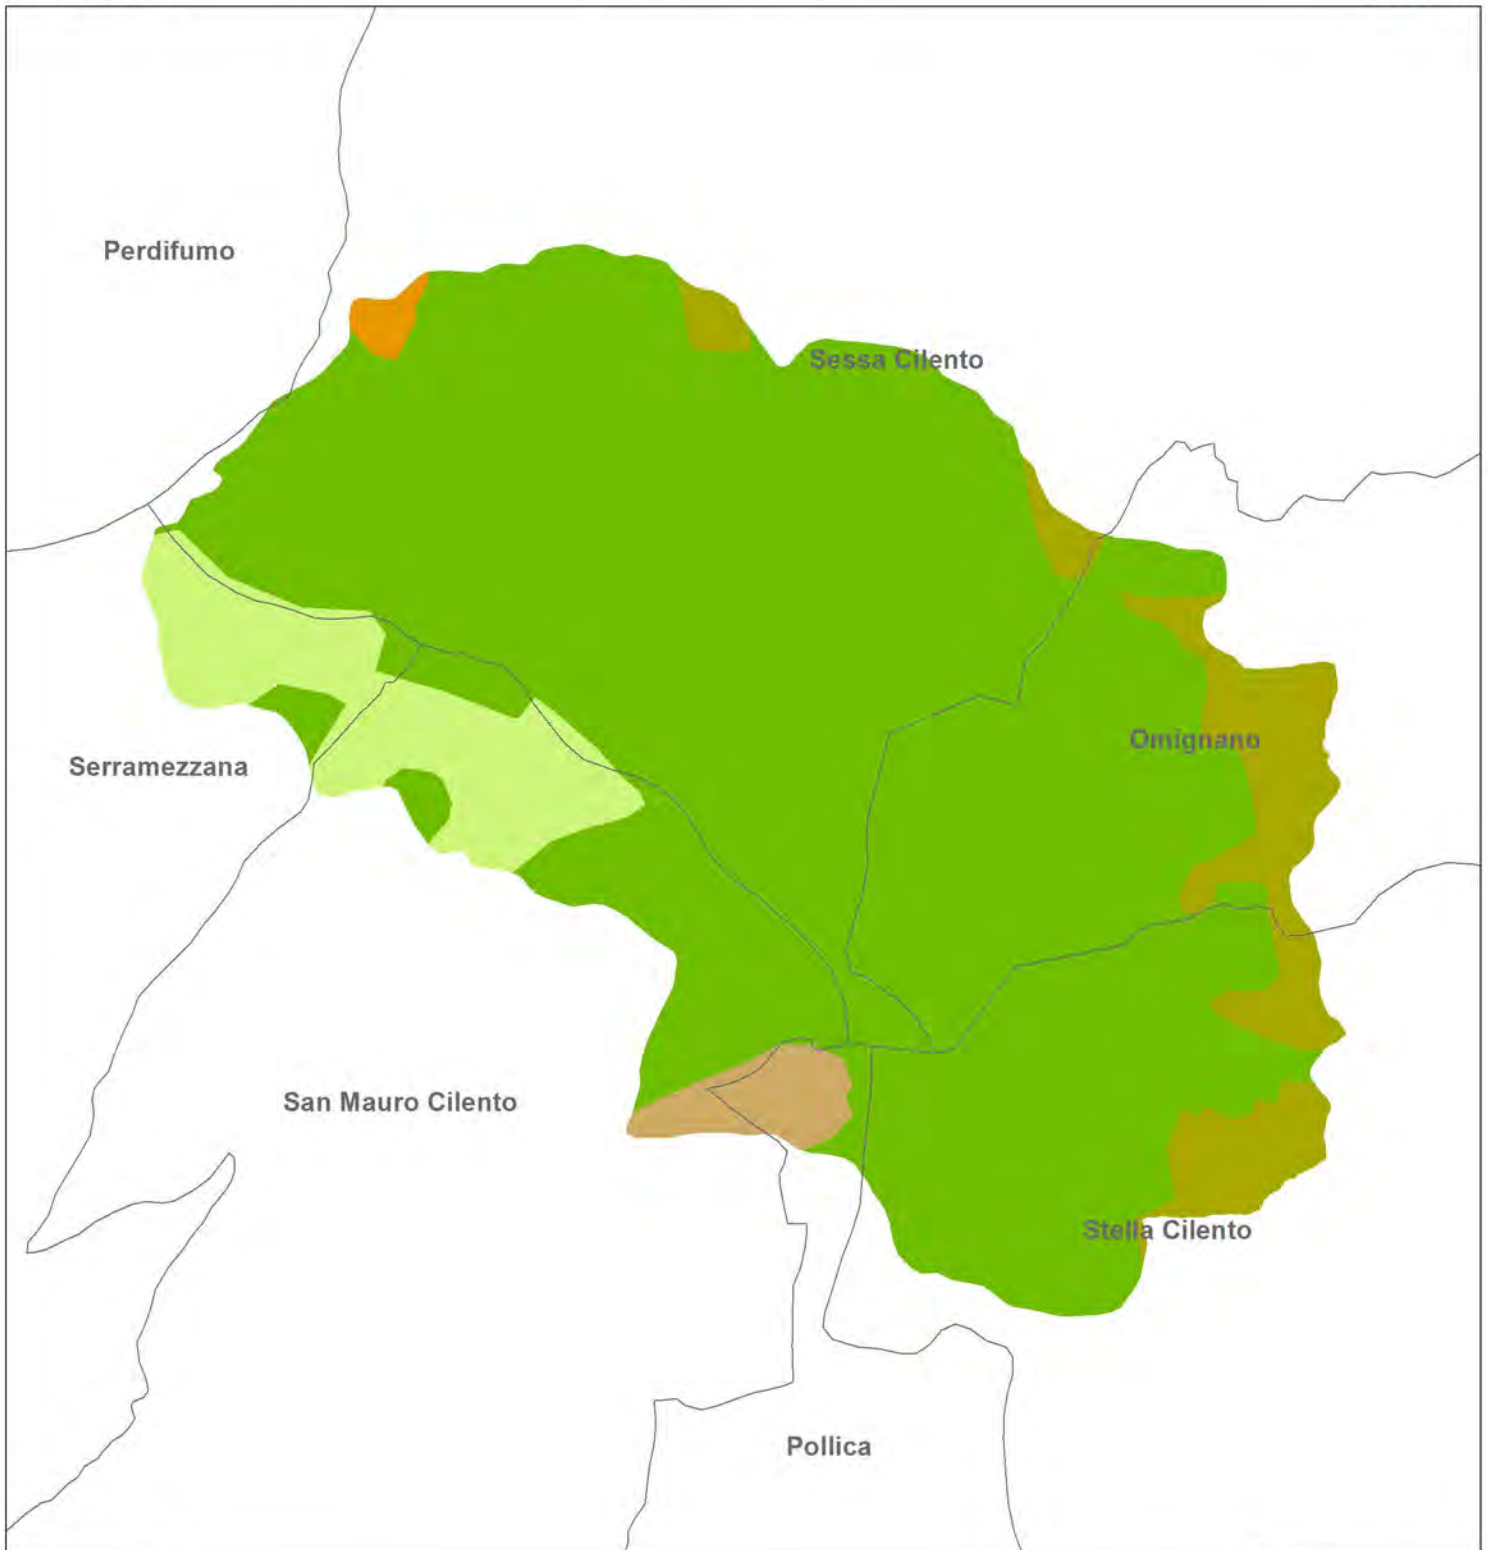 Perdifumo
Sessa Cilento
Omignano
Serramezzana
San Mauro Cilento
Stella Cilento
Pollica